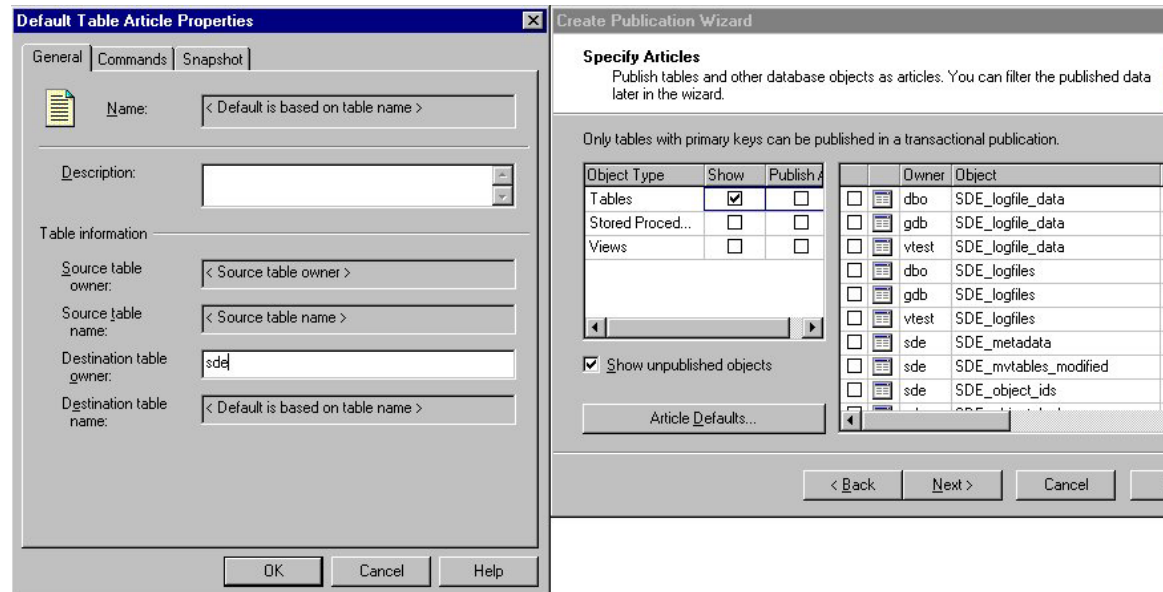 Default Table Article Properties
General Commands Snapshot
Name: < Default is based on table name >
Description:
Table information
Source table
owner:
< Source table owner >
Source table
name:
< Source table name >
Destination table
owner:
sde
Destination table
name:
< Default is based on table name >
OK Cancel Help
Create Publication Wizard
Specify Articles
Publish tables and other database objects as articles. You can filter the published data
later in the wizard.
Only tables with primary keys can be published in a transactional publication.
Object Type Show Publish
Tables
Stored Proced...
Views
Show unpublished objects
Article Defaults...
Owner Object
dbo SDE_logfile_data
gdb SDE_logfile_data
vtest SDE_logfile_data
dbo SDE_logfiles
gdb SDE_logfiles
vtest SDE_logfiles
sde SDE_metadata
sde SDE_mvtables_modified
sde SDE_object_ids
< Back Next > Cancel